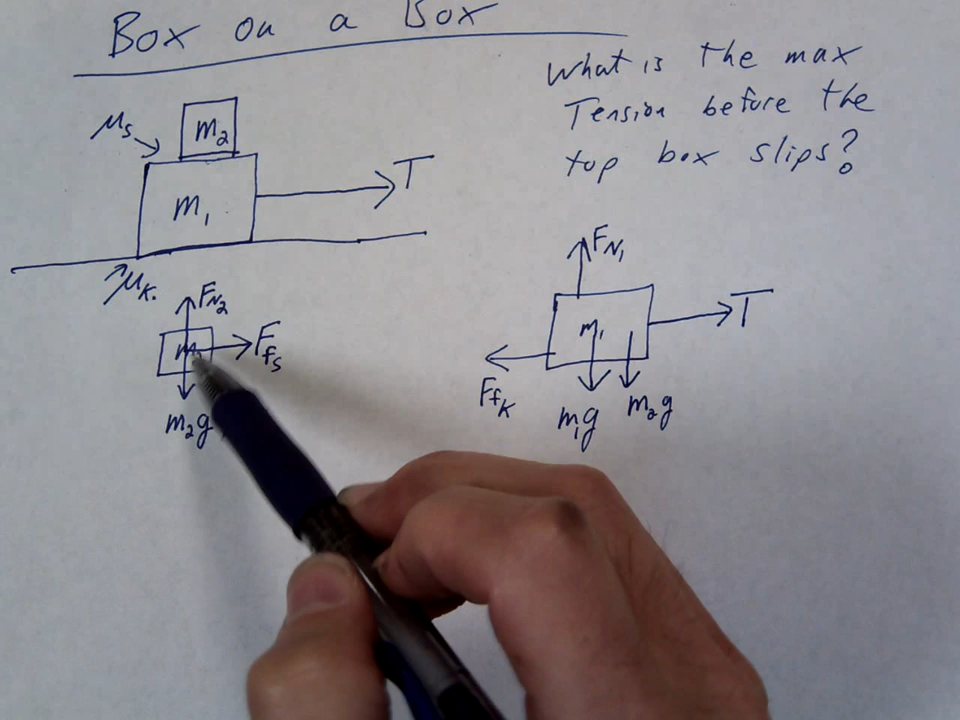 Box on a Box
What is the max
Tension before the
top box slips?
μs
m2
T
m1
μK.
FN2
Ffs
m2g
FN1
m1
T
FfK
m1g
m2g